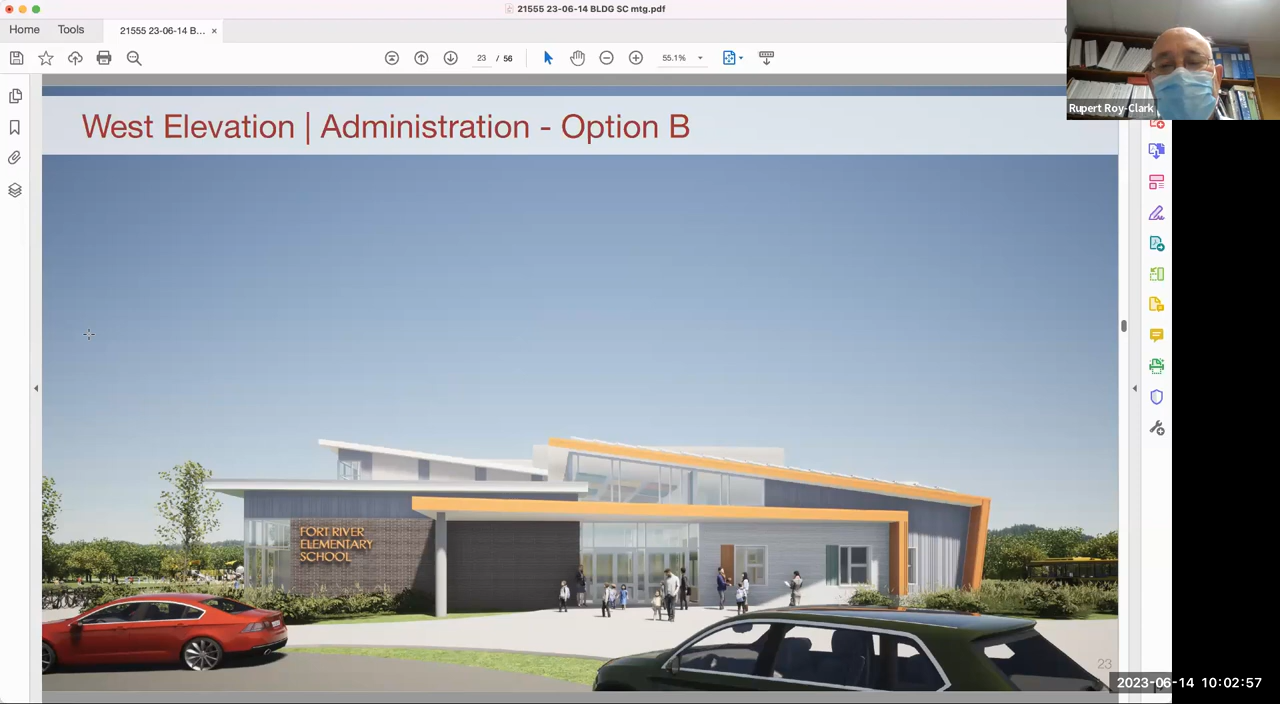 21555 23-06-14 BLDG SC mtg.pdf
Home
Tools
21555 23-06-14 B... ×
23 / 56
55.1%
Rupert Roy-Clark
West Elevation | Administration - Option B
FORT RIVER
ELEMENTARY
SCHOOL
23
2023-06-14 10:02:57